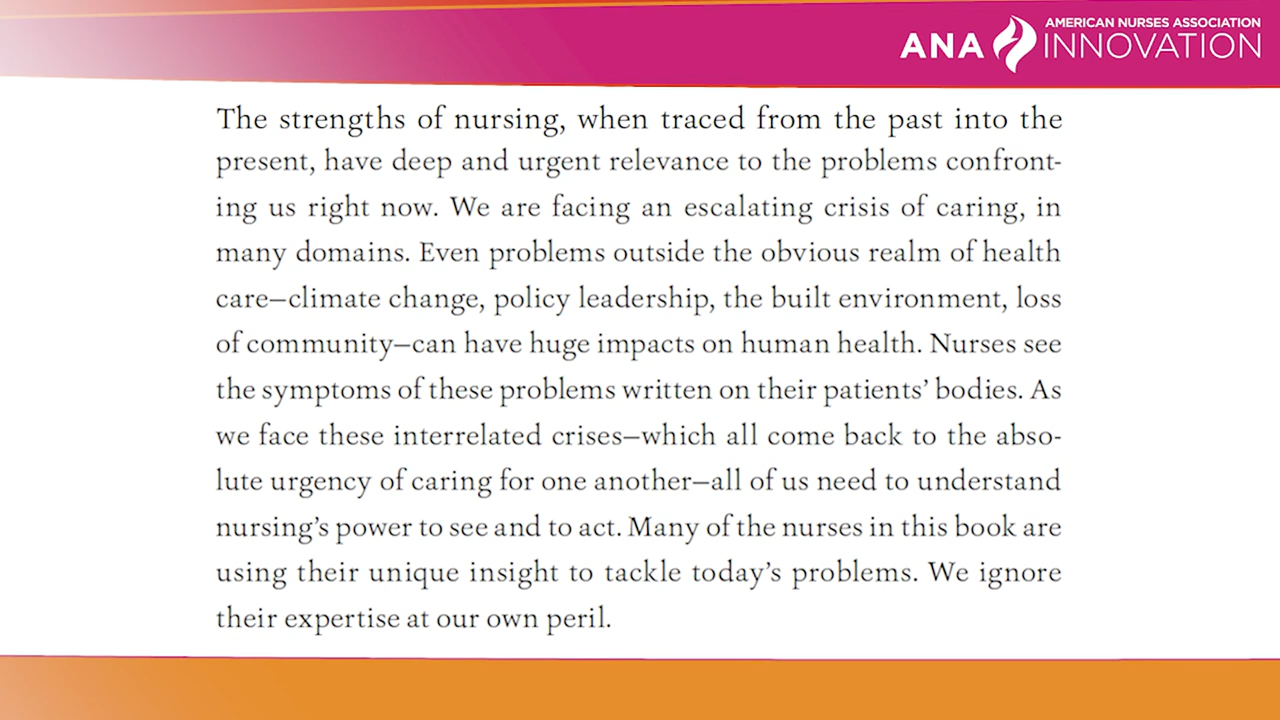 ANA
AMERICAN NURSES ASSOCIATION
INNOVATION
The strengths of nursing, when traced from the past into the
present, have deep and urgent relevance to the problems confront-
ing us right now. We are facing an escalating crisis of caring, in
many domains. Even problems outside the obvious realm of health
care–climate change, policy leadership, the built environment, loss
of community–can have huge impacts on human health. Nurses see
the symptoms of these problems written on their patients’ bodies. As
we face these interrelated crises–which all come back to the abso-
lute urgency of caring for one another–all of us need to understand
nursing’s power to see and to act. Many of the nurses in this book are
using their unique insight to tackle today’s problems. We ignore
their expertise at our own peril.